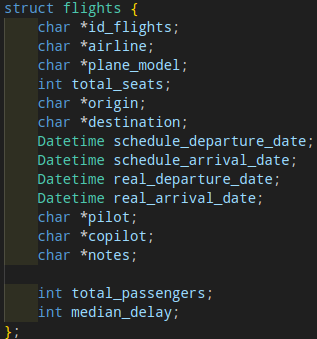 struct flights {
    char *id_flights;
    char *airline;
    char *plane_model;
    int total_seats;
    char *origin;
    char *destination;
    Datetime schedule_departure_date;
    Datetime schedule_arrival_date;
    Datetime real_departure_date;
    Datetime real_arrival_date;
    char *pilot;
    char *copilot;
    char *notes;

    int total_passengers;
    int median_delay;
};